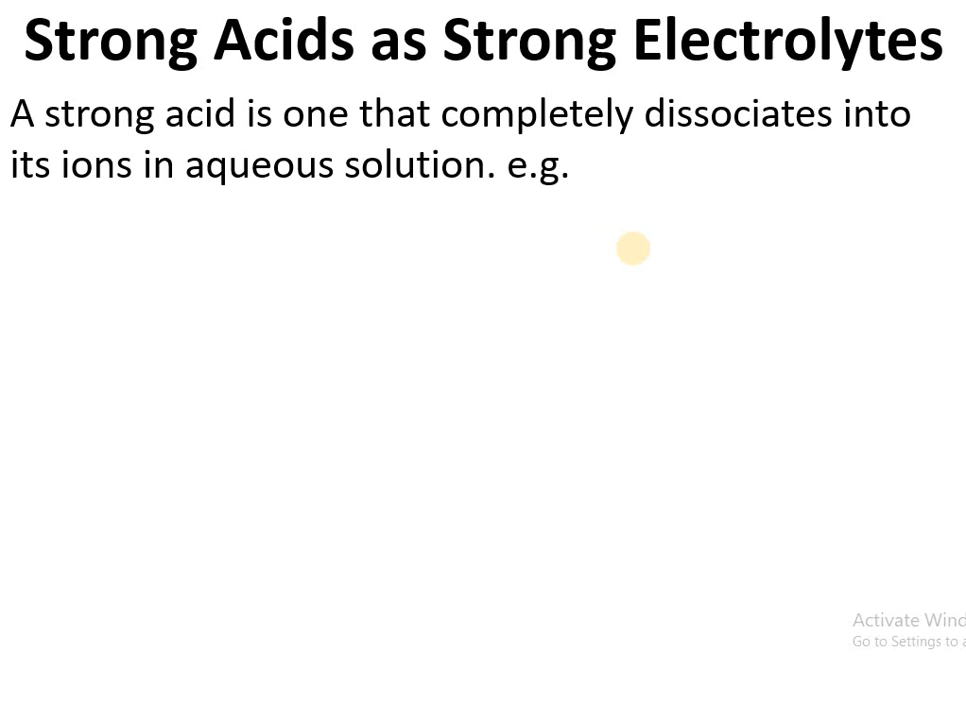 Strong Acids as Strong Electrolytes
A strong acid is one that completely dissociates into
its ions in aqueous solution. e.g.
Activate Wind
Go to Settings to a